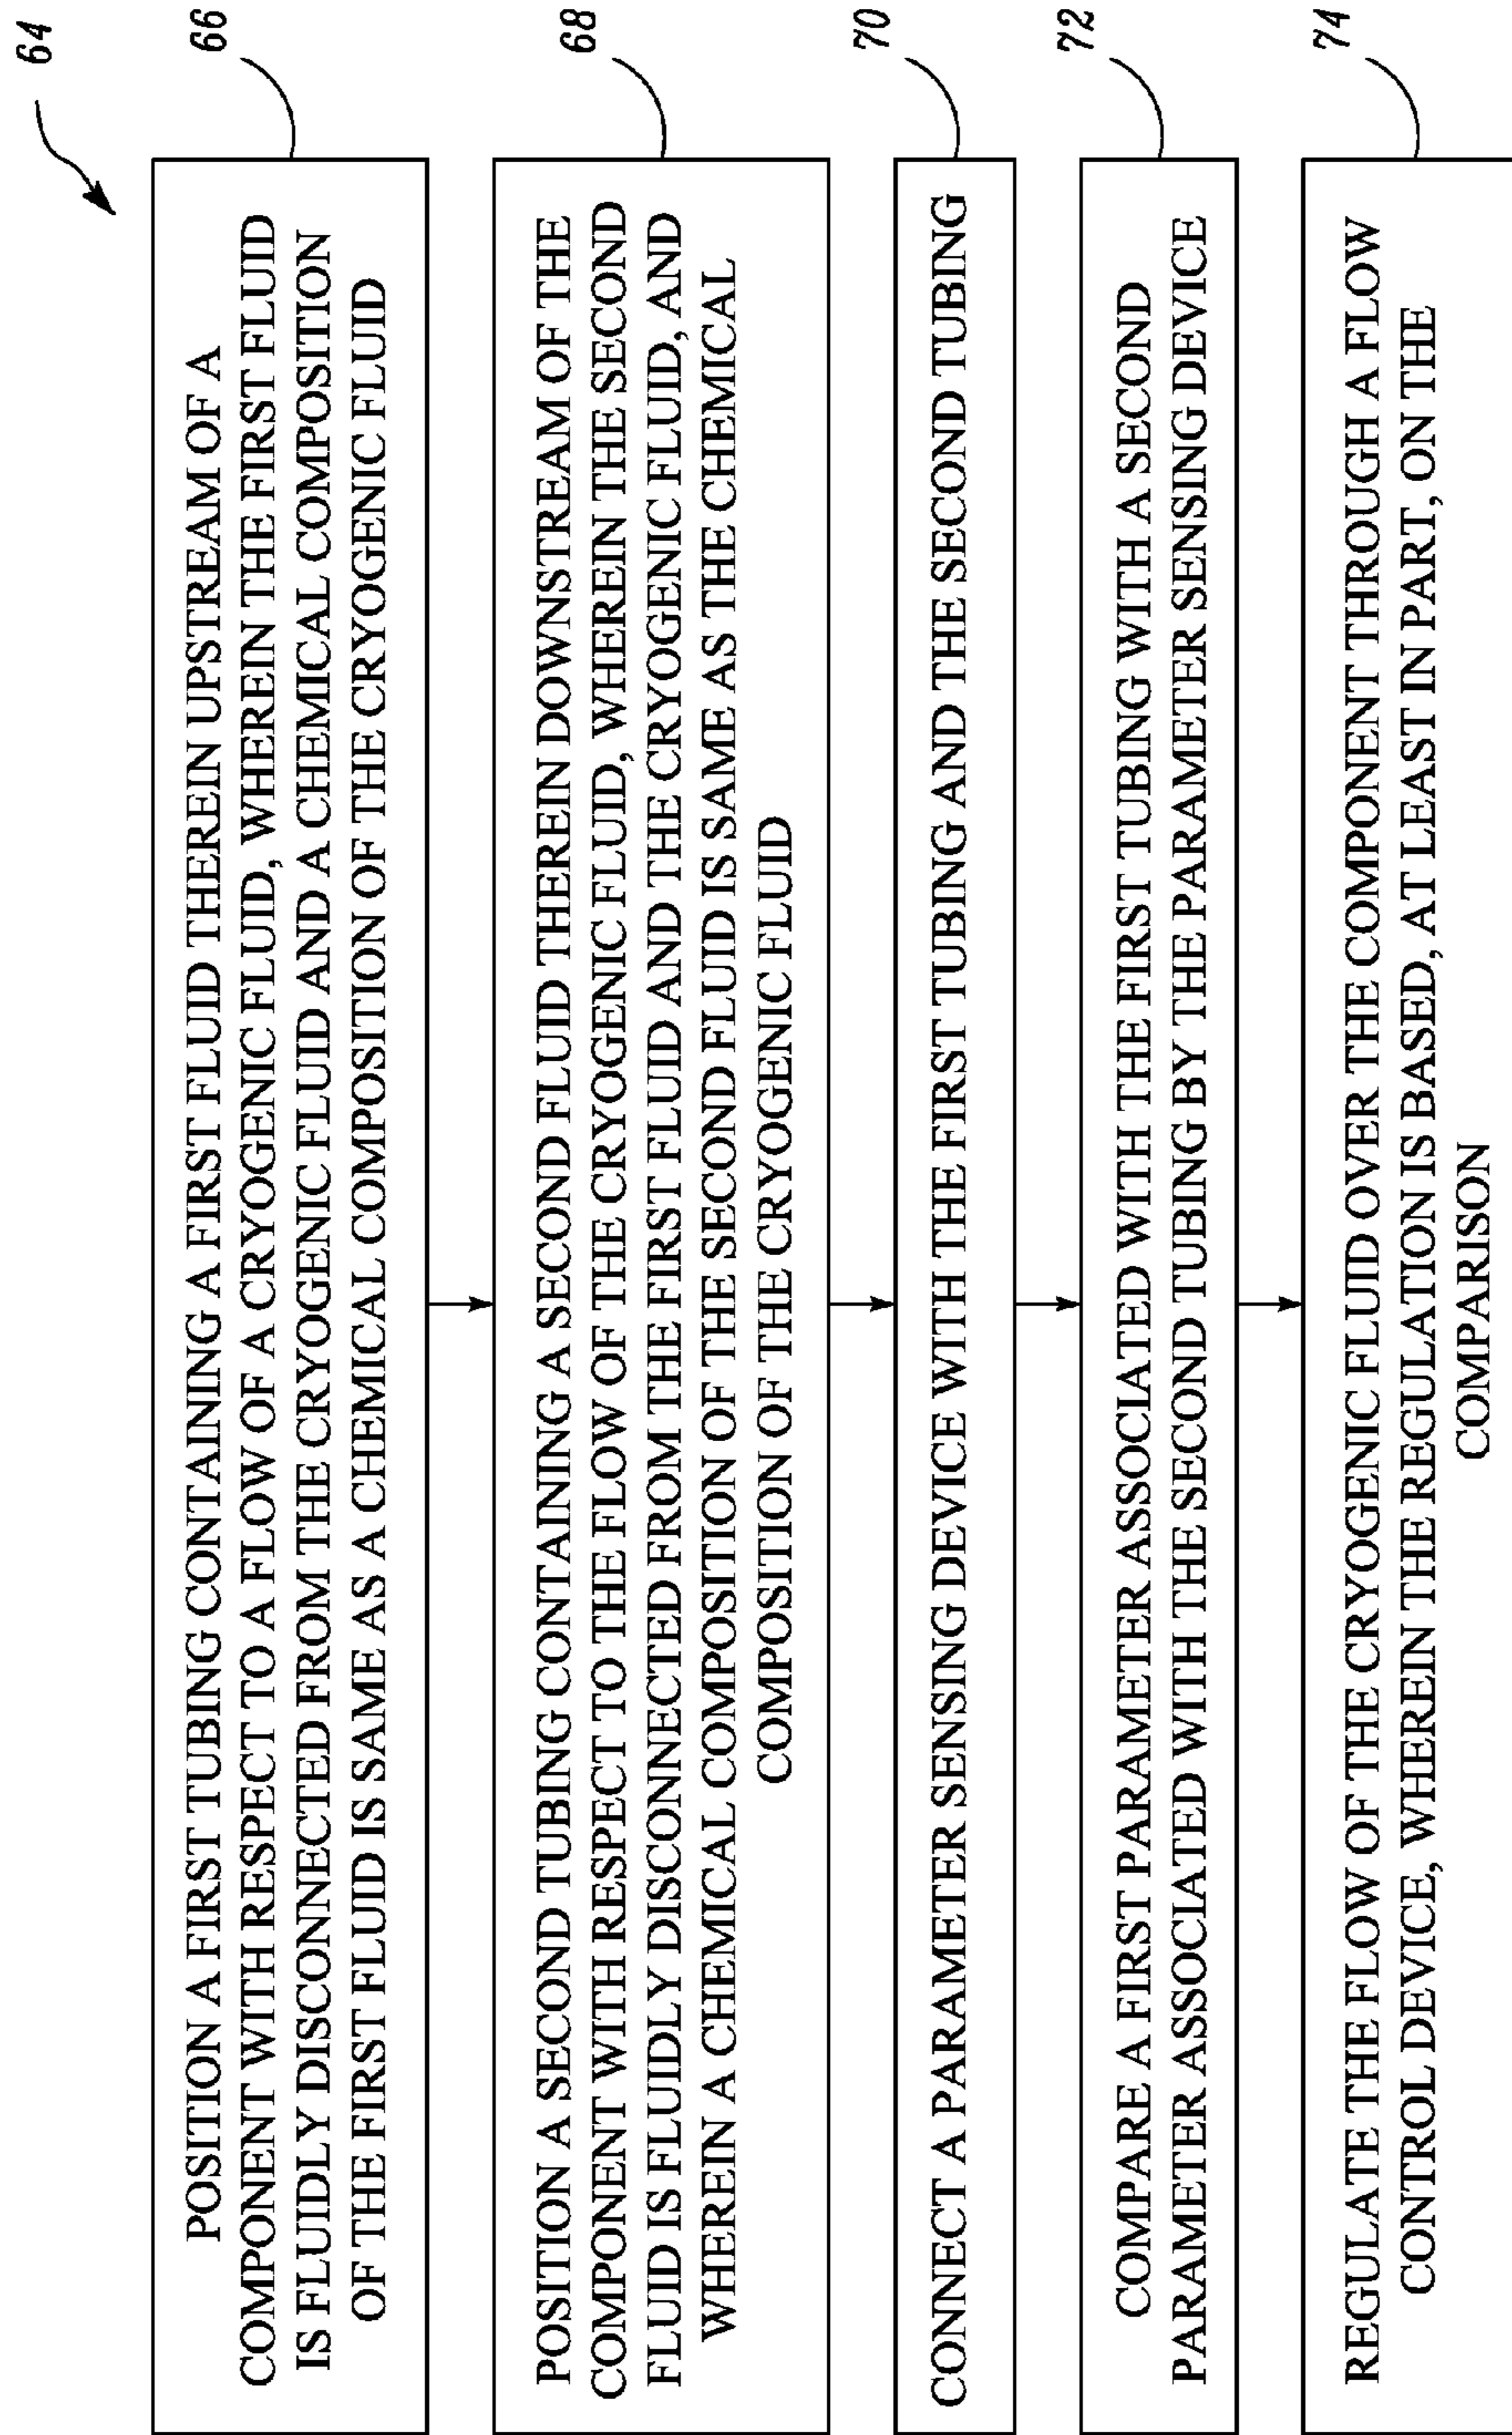 64
POSITION A FIRST TUBING CONTAINING A FIRST FLUID THEREIN UPSTREAM OF A
COMPONENT WITH RESPECT TO A FLOW OF A CRYOGENIC FLUID, WHEREIN THE FIRST FLUID
IS FLUIDLY DISCONNECTED FROM THE CRYOGENIC FLUID AND A CHEMICAL COMPOSITION
OF THE FIRST FLUID IS SAME AS A CHEMICAL COMPOSITION OF THE CRYOGENIC FLUID
66
POSITION A SECOND TUBING CONTAINING A SECOND FLUID THEREIN DOWNSTREAM OF THE
COMPONENT WITH RESPECT TO THE FLOW OF THE CRYOGENIC FLUID, WHEREIN THE SECOND
FLUID IS FLUIDLY DISCONNECTED FROM THE FIRST FLUID AND THE CRYOGENIC FLUID, AND
WHEREIN A CHEMICAL COMPOSITION OF THE SECOND FLUID IS SAME AS THE CHEMICAL
COMPOSITION OF THE CRYOGENIC FLUID
68
CONNECT A PARAMETER SENSING DEVICE WITH THE FIRST TUBING AND THE SECOND TUBING
70
COMPARE A FIRST PARAMETER ASSOCIATED WITH THE FIRST TUBING WITH A SECOND
PARAMETER ASSOCIATED WITH THE SECOND TUBING BY THE PARAMETER SENSING DEVICE
72
REGULATE THE FLOW OF THE CRYOGENIC FLUID OVER THE COMPONENT THROUGH A FLOW
CONTROL DEVICE, WHEREIN THE REGULATION IS BASED, AT LEAST IN PART, ON THE
COMPARISON
74